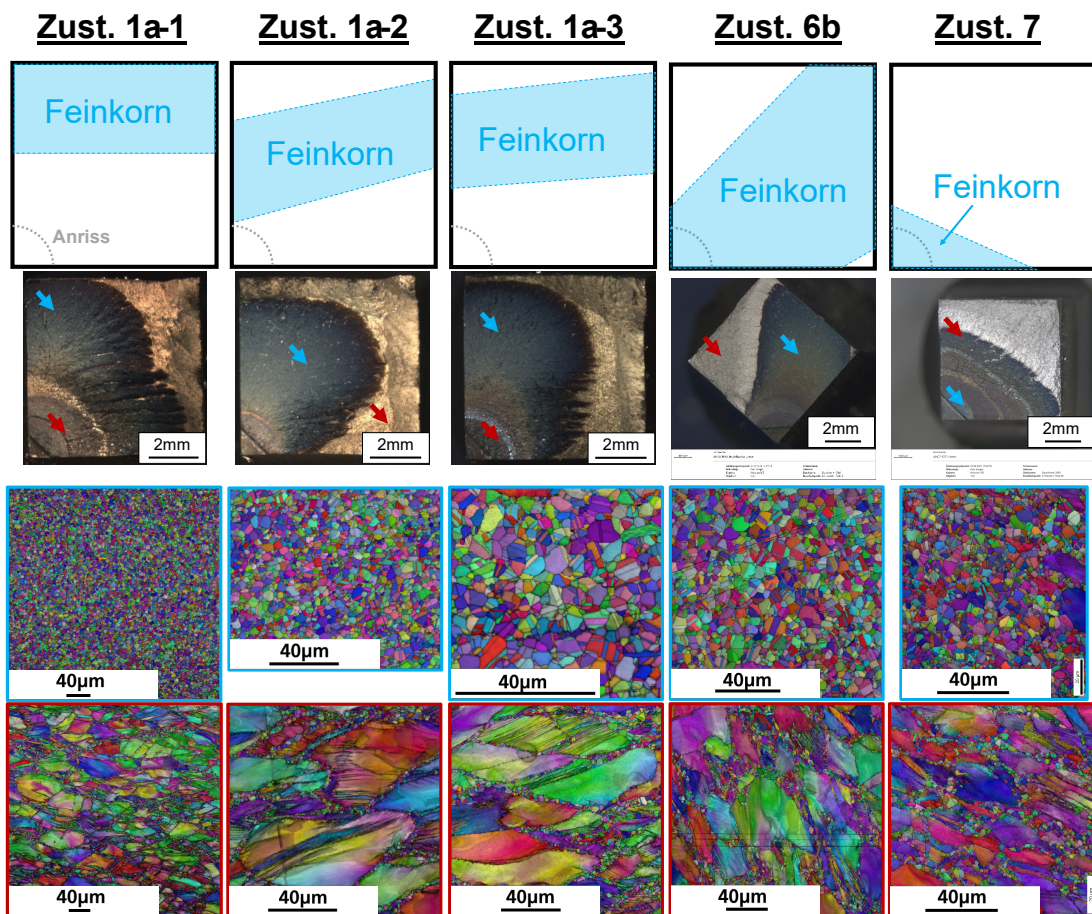 Zust. 1a-1
Zust. 1a-2
Zust. 1a-3
Zust. 6b
Zust. 7
Feinkorn
Feinkorn
Feinkorn
Feinkorn
Feinkorn
Anriss
2mm
2mm
2mm
2mm
2mm
40µm
40µm
40µm
40µm
40µm
40µm
40µm
40µm
40µm
40µm